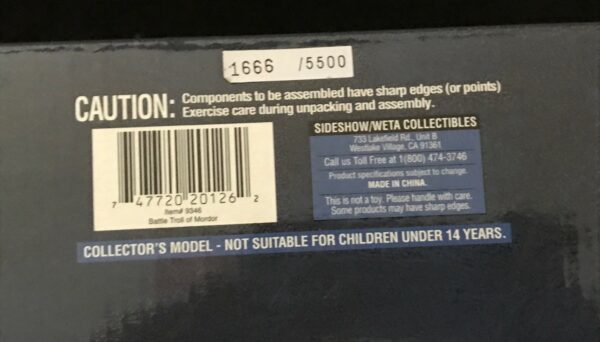 1666 /5500
CAUTION: Components to be assembled have sharp edges (or points)
Exercise care during unpacking and assembly.
SIDESHOW/WETA COLLECTIBLES
733 Lakefield Rd., Unit B
Westlake Village, CA 91361
Call us Toll Free at 1(800) 474-3746
Product specifications subject to change.
MADE IN CHINA.
This is not a toy. Please handle with care.
Some products may have sharp edges.
7 47720 20126 2
Item# 9346
Battle Troll of Mordor
COLLECTOR'S MODEL - NOT SUITABLE FOR CHILDREN UNDER 14 YEARS.